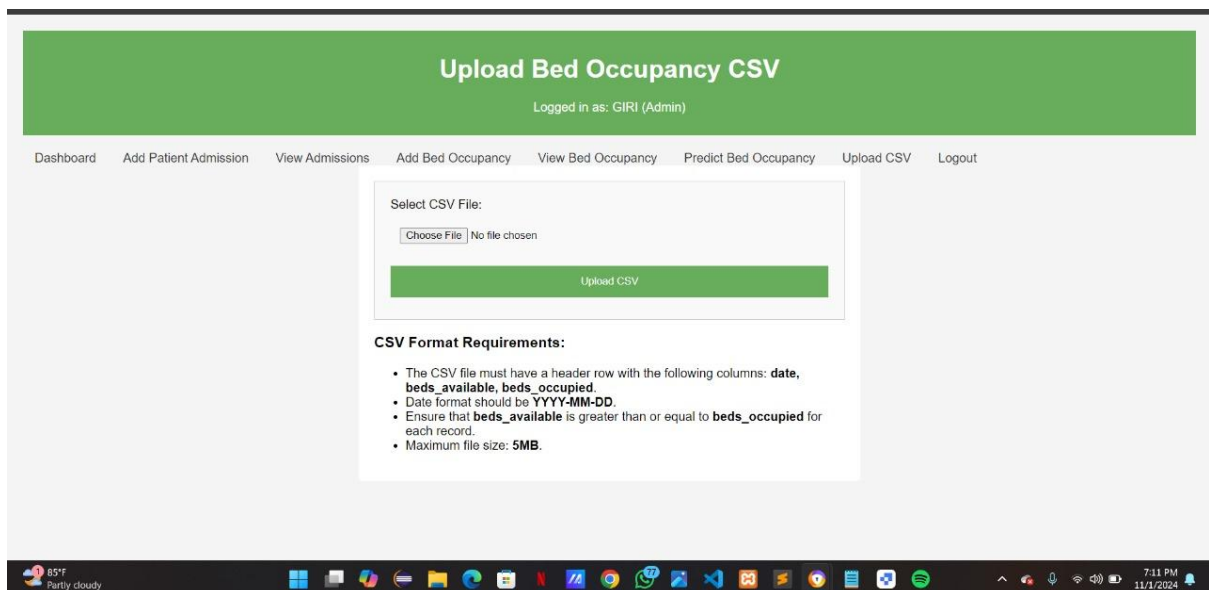 Upload Bed Occupancy CSV
Logged in as: GIRI (Admin)
Dashboard Add Patient Admission View Admissions Add Bed Occupancy View Bed Occupancy Predict Bed Occupancy Upload CSV Logout
Select CSV File:
Choose File No file chosen
Upload CSV
CSV Format Requirements:
• The CSV file must have a header row with the following columns: date,
beds_available, beds_occupied.
• Date format should be YYYY-MM-DD.
• Ensure that beds_available is greater than or equal to beds_occupied for
each record.
• Maximum file size: 5MB.
1
85°F
Partly cloudy
77
7:11 PM
11/1/2024